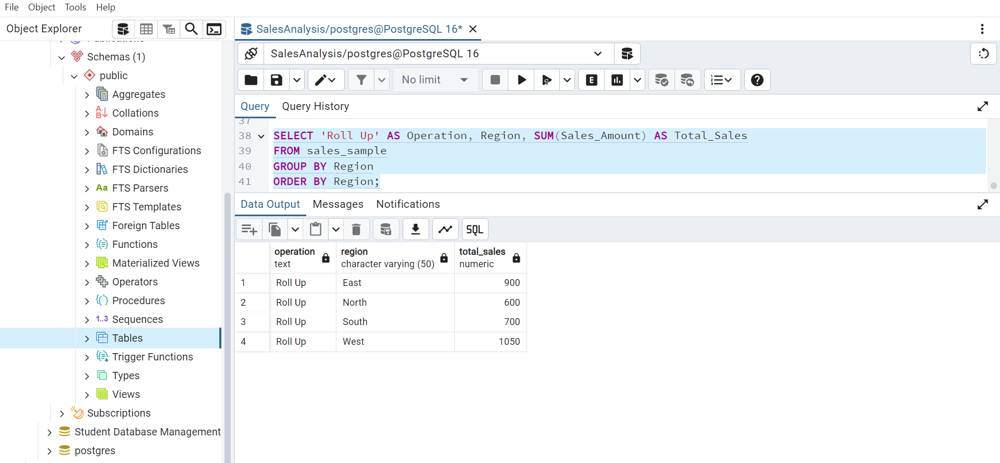 File Object Tools Help
Object Explorer
Publications
Schemas (1)
public
Aggregates
Collations
Domains
FTS Configurations
FTS Dictionaries
Aa FTS Parsers
FTS Templates
Foreign Tables
Functions
Materialized Views
Operators
Procedures
1..3 Sequences
Tables
Trigger Functions
Types
Views
Subscriptions
Student Database Management
postgres
SalesAnalysis/postgres@PostgreSQL 16*
SalesAnalysis/postgres@PostgreSQL 16
No limit
E
Query Query History
37
38 SELECT 'Roll Up' AS Operation, Region, SUM(Sales_Amount) AS Total_Sales
39 FROM sales_sample
40 GROUP BY Region
41 ORDER BY Region;
Data Output Messages Notifications
SQL
operation region total_sales
text character varying (50) numeric
1 Roll Up East 900
2 Roll Up North 600
3 Roll Up South 700
4 Roll Up West 1050